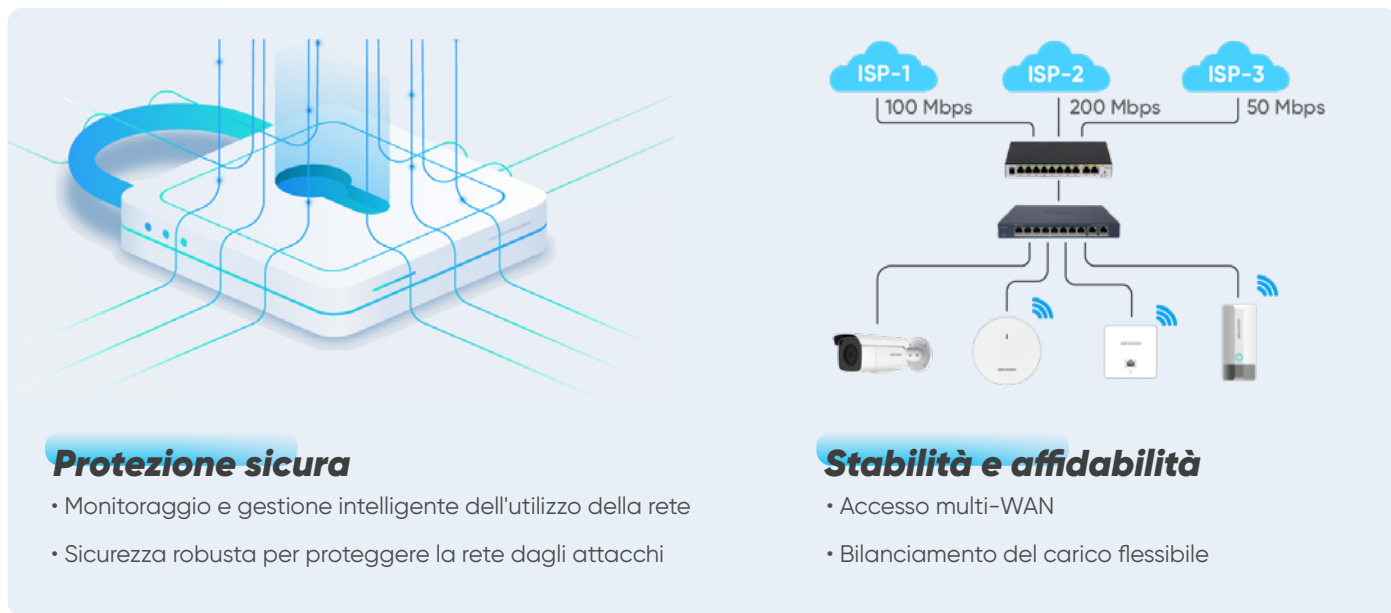 ISP-1
ISP-2
ISP-3
100 Mbps
200 Mbps
50 Mbps
Protezione sicura
• Monitoraggio e gestione intelligente dell'utilizzo della rete
• Sicurezza robusta per proteggere la rete dagli attacchi
Stabilità e affidabilità
• Accesso multi-WAN
• Bilanciamento del carico flessibile